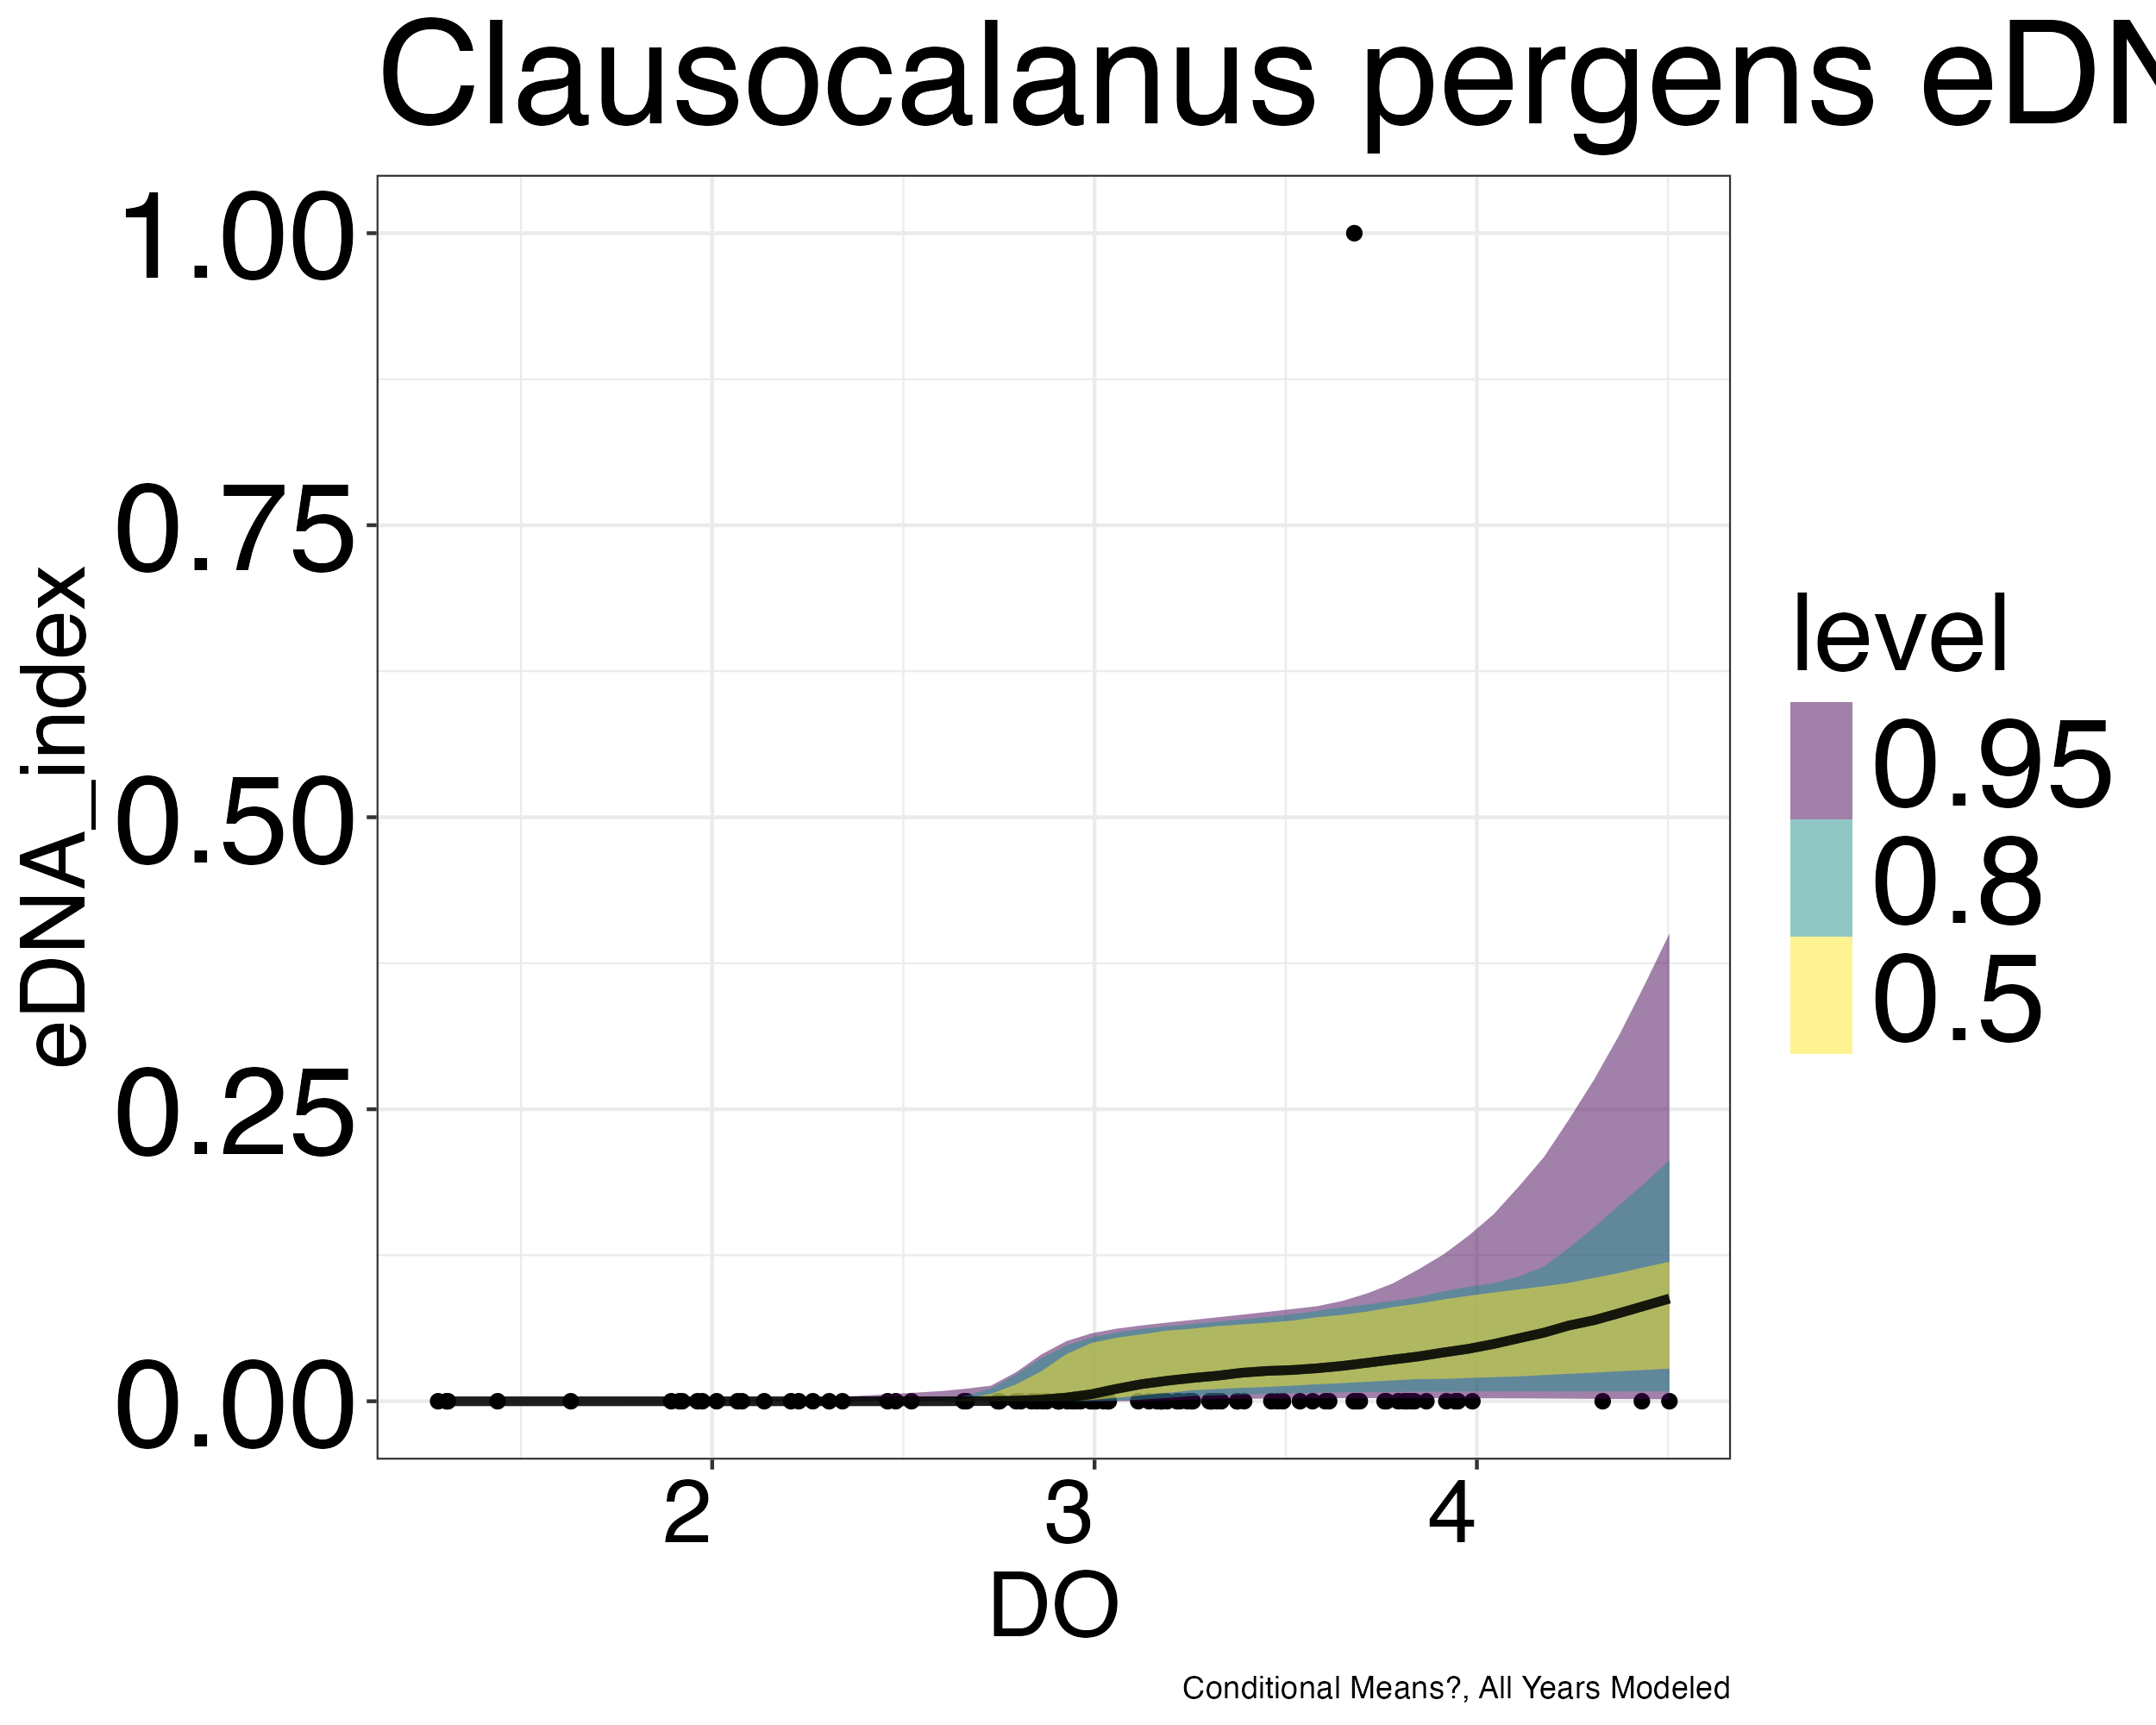 Clausocalanus pergens eDN
1.00
0.75
0.50
0.25
0.00
eDNA_index
2 3 4
DO
level
0.95
0.8
0.5
Conditional Means?, All Years Modeled